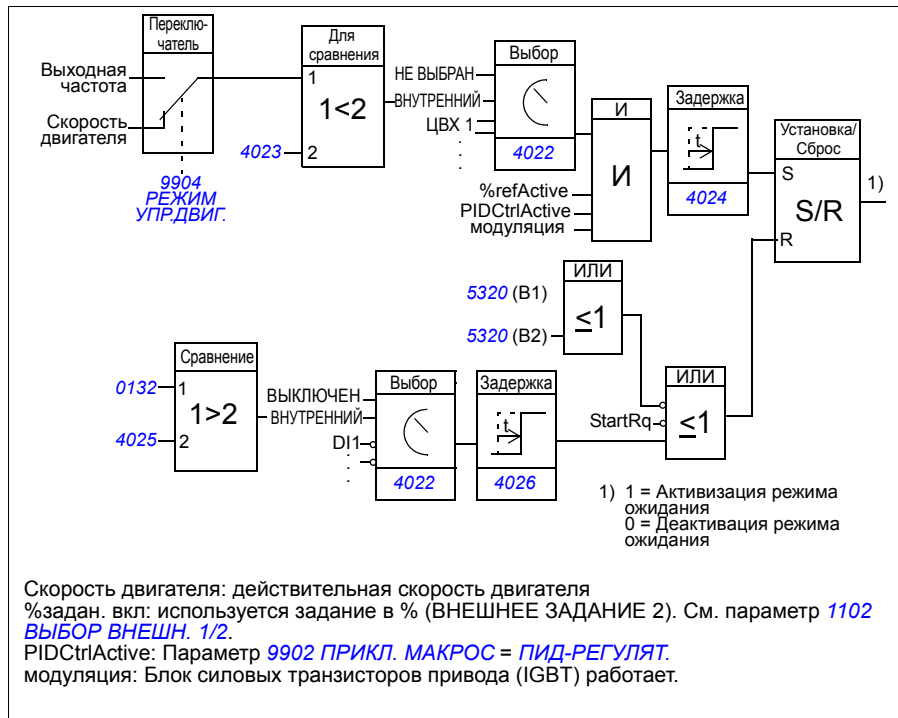 Переклю-
чатель
Выходная
частота
Скорость
двигателя
9904
РЕЖИМ
УПР.ДВИГ.
Для
сравнения
1
1<2
2
4023
Выбор
НЕ ВЫБРАН
ВНУТРЕННИЙ
ЦВХ 1
.
.
.
4022
И
И
%refActive
PIDCtrlActive
модуляция
Задержка
t
4024
Установка/
Сброс
S
S/R
R
1)
ИЛИ
5320 (B1)
<1
5320 (B2)
Сравнение
0132
1
1>2
4025
2
Выбор
ВЫКЛЮЧЕН
ВНУТРЕННИЙ
DI1
.
.
.
4022
Задержка
t
4026
ИЛИ
StartRq
<1
1) 1 = Активизация режима
ожидания
0 = Деактивация режима
ожидания
Скорость двигателя: действительная скорость двигателя
%задан. вкл: используется задание в % (ВНЕШНЕЕ ЗАДАНИЕ 2). См. параметр 1102
ВЫБОР ВНЕШН. 1/2.
PIDCtrlActive: Параметр 9902 ПРИКЛ. МАКРОС = ПИД-РЕГУЛЯТ.
модуляция: Блок силовых транзисторов привода (IGBT) работает.